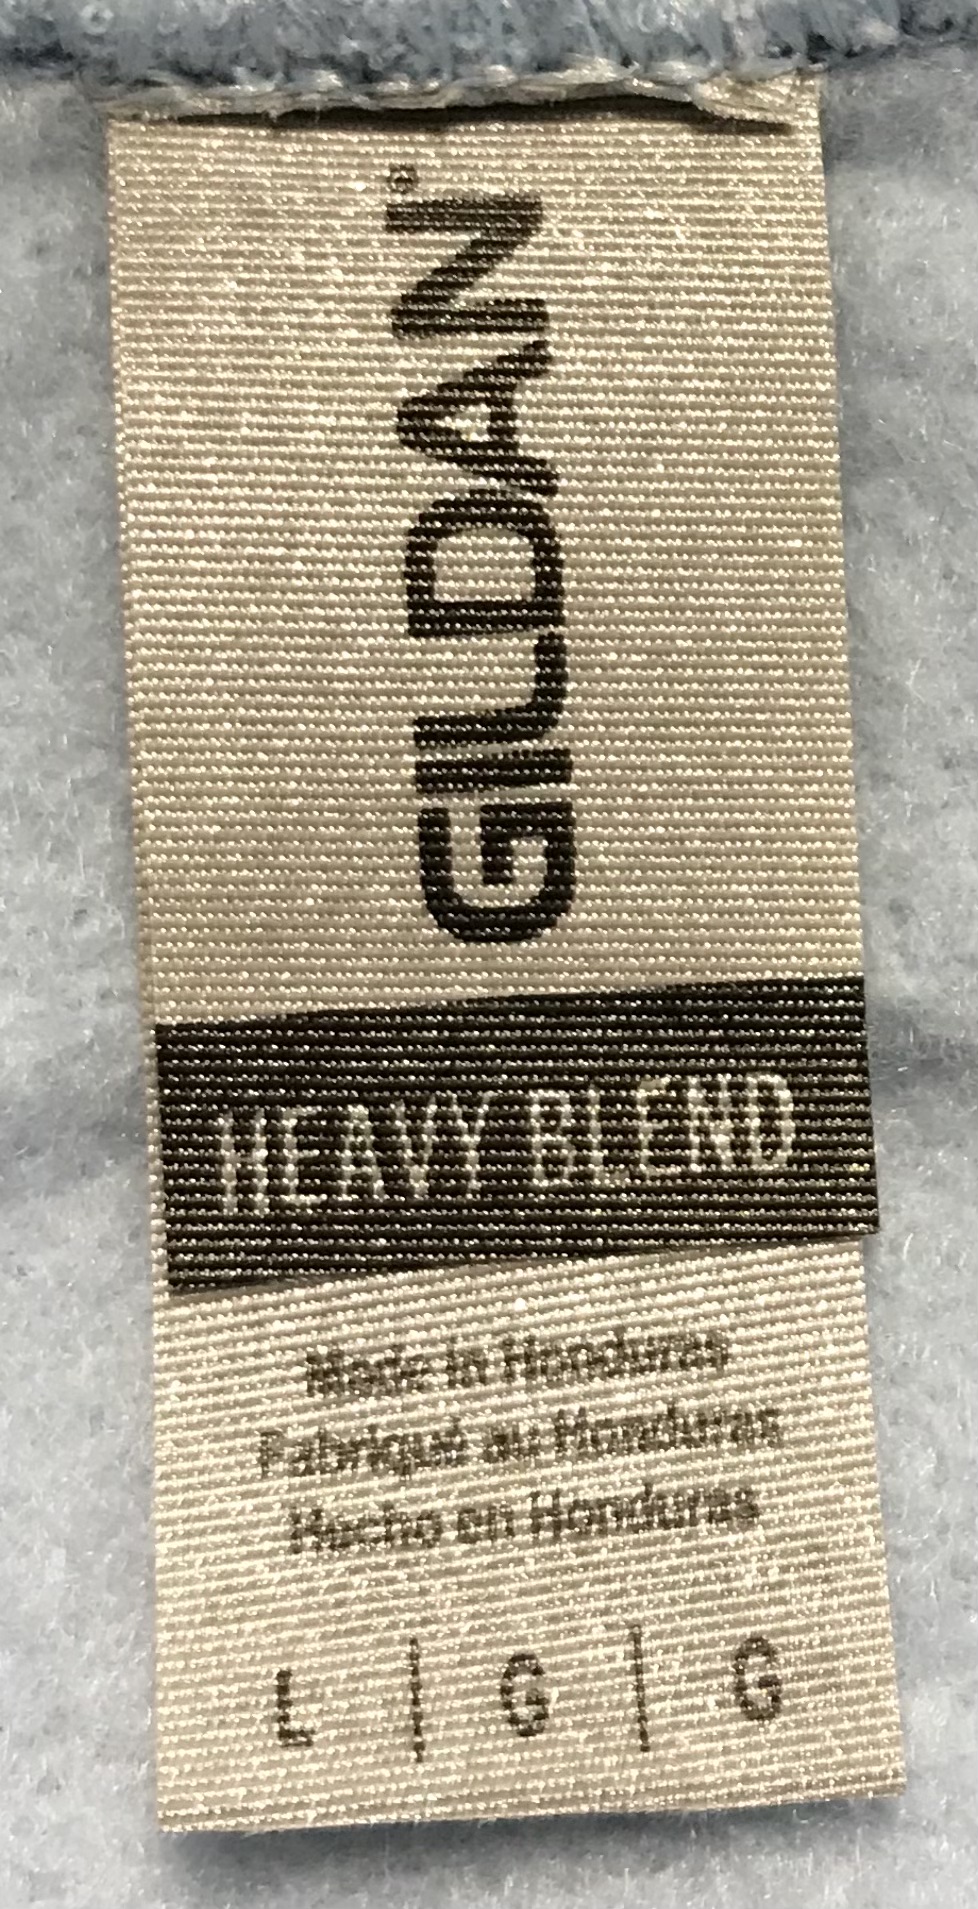 GILDAN®
HEAVY BLEND
Made in Honduras
Fabriqué au Honduras
Hecho en Honduras
L | G | G